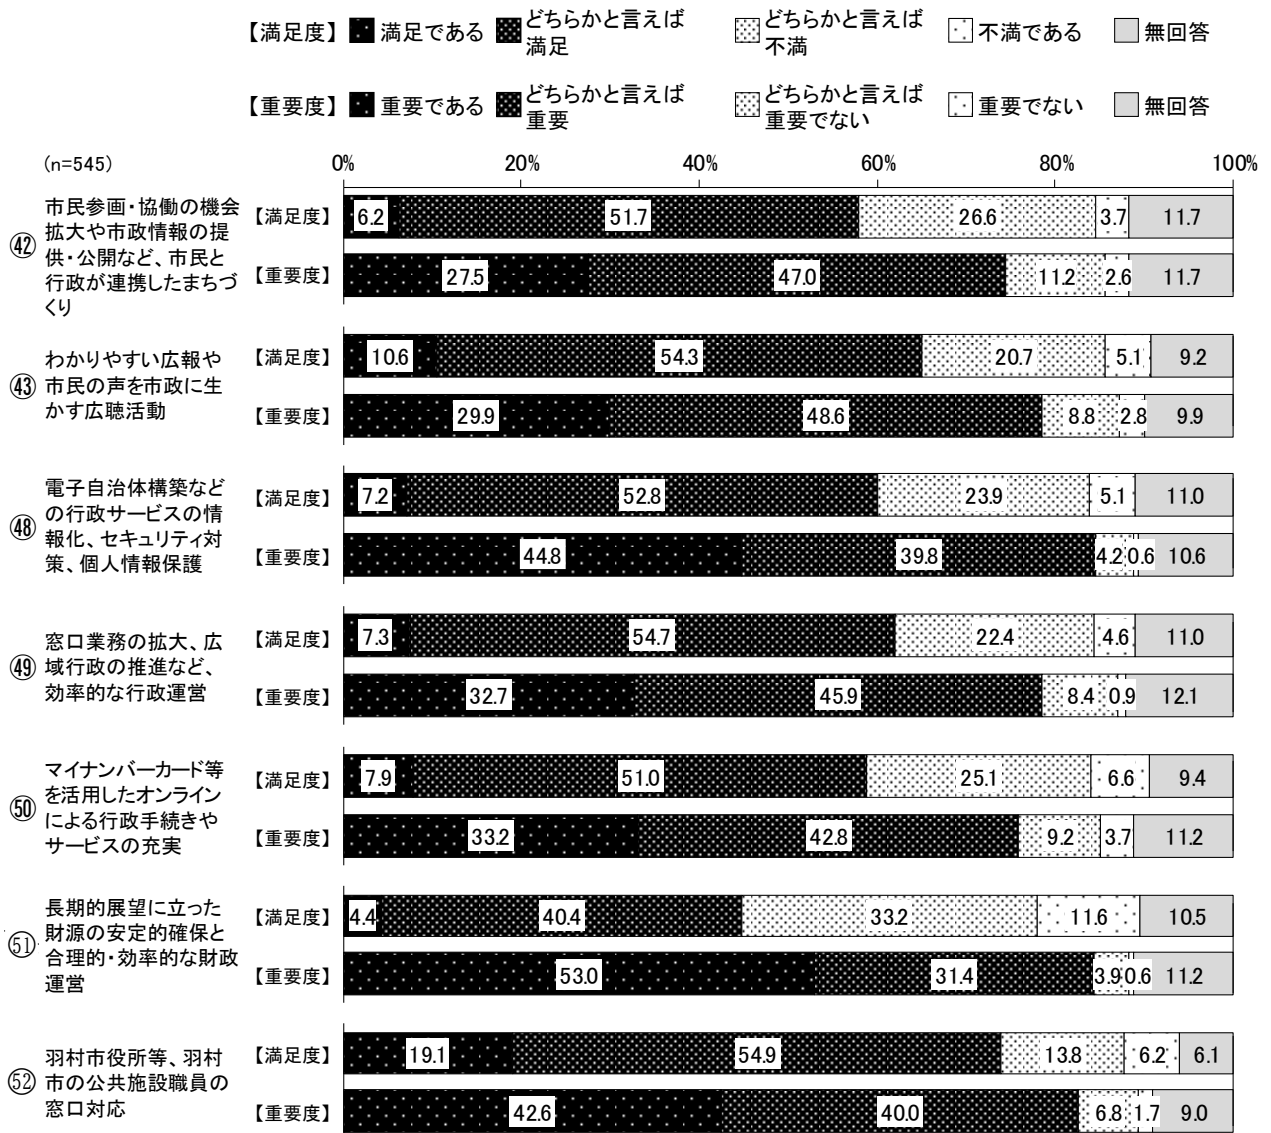 【満足度】 満足である どちらかと言えば満足 どちらかと言えば不満 不満である 無回答
【重要度】 重要である どちらかと言えば重要 どちらかと言えば重要でない 重要でない 無回答
(n=545) 0% 20% 40% 60% 80% 100%
㊷
市民参画・協働の機会
拡大や市政情報の提
供・公開など、市民と
行政が連携したまちづ
くり
【満足度】 6.2 51.7 26.6 3.7 11.7
【重要度】 27.5 47.0 11.2 2.6 11.7
㊸
わかりやすい広報や
市民の声を市政に生
かす広聴活動
【満足度】 10.6 54.3 20.7 5.1 9.2
【重要度】 29.9 48.6 8.8 2.8 9.9
㊽
電子自治体構築など
の行政サービスの情
報化、セキュリティ対
策、個人情報保護
【満足度】 7.2 52.8 23.9 5.1 11.0
【重要度】 44.8 39.8 4.2 0.6 10.6
㊾
窓口業務の拡大、広
域行政の推進など、
効率的な行政運営
【満足度】 7.3 54.7 22.4 4.6 11.0
【重要度】 32.7 45.9 8.4 0.9 12.1
㊿
マイナンバーカード等
を活用したオンライン
による行政手続きや
サービスの充実
【満足度】 7.9 51.0 25.1 6.6 9.4
【重要度】 33.2 42.8 9.2 3.7 11.2
51
長期的展望に立った
財源の安定的確保と
合理的・効率的な財政
運営
【満足度】 4.4 40.4 33.2 11.6 10.5
【重要度】 53.0 31.4 3.9 0.6 11.2
52
羽村市役所等、羽村
市の公共施設職員の
窓口対応
【満足度】 19.1 54.9 13.8 6.2 6.1
【重要度】 42.6 40.0 6.8 1.7 9.0